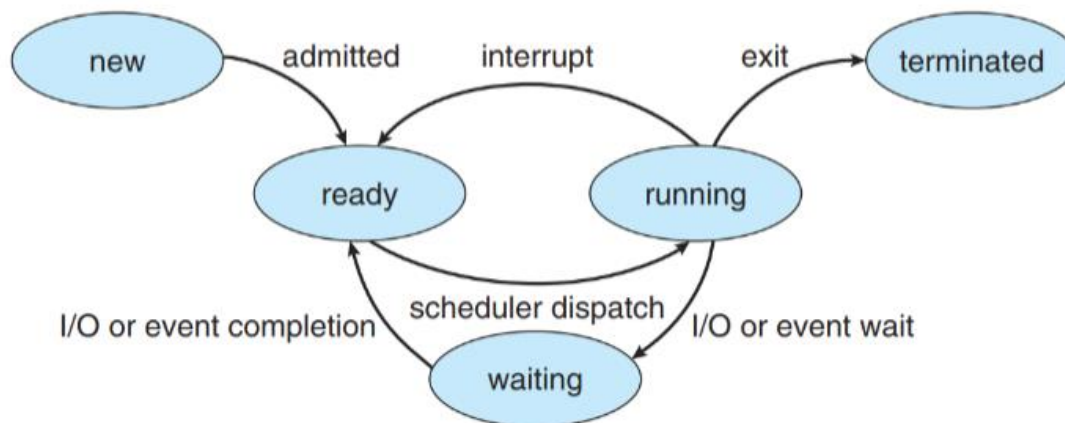 new
admitted
interrupt
exit
terminated
ready
running
scheduler dispatch
I/O or event completion
I/O or event wait
waiting